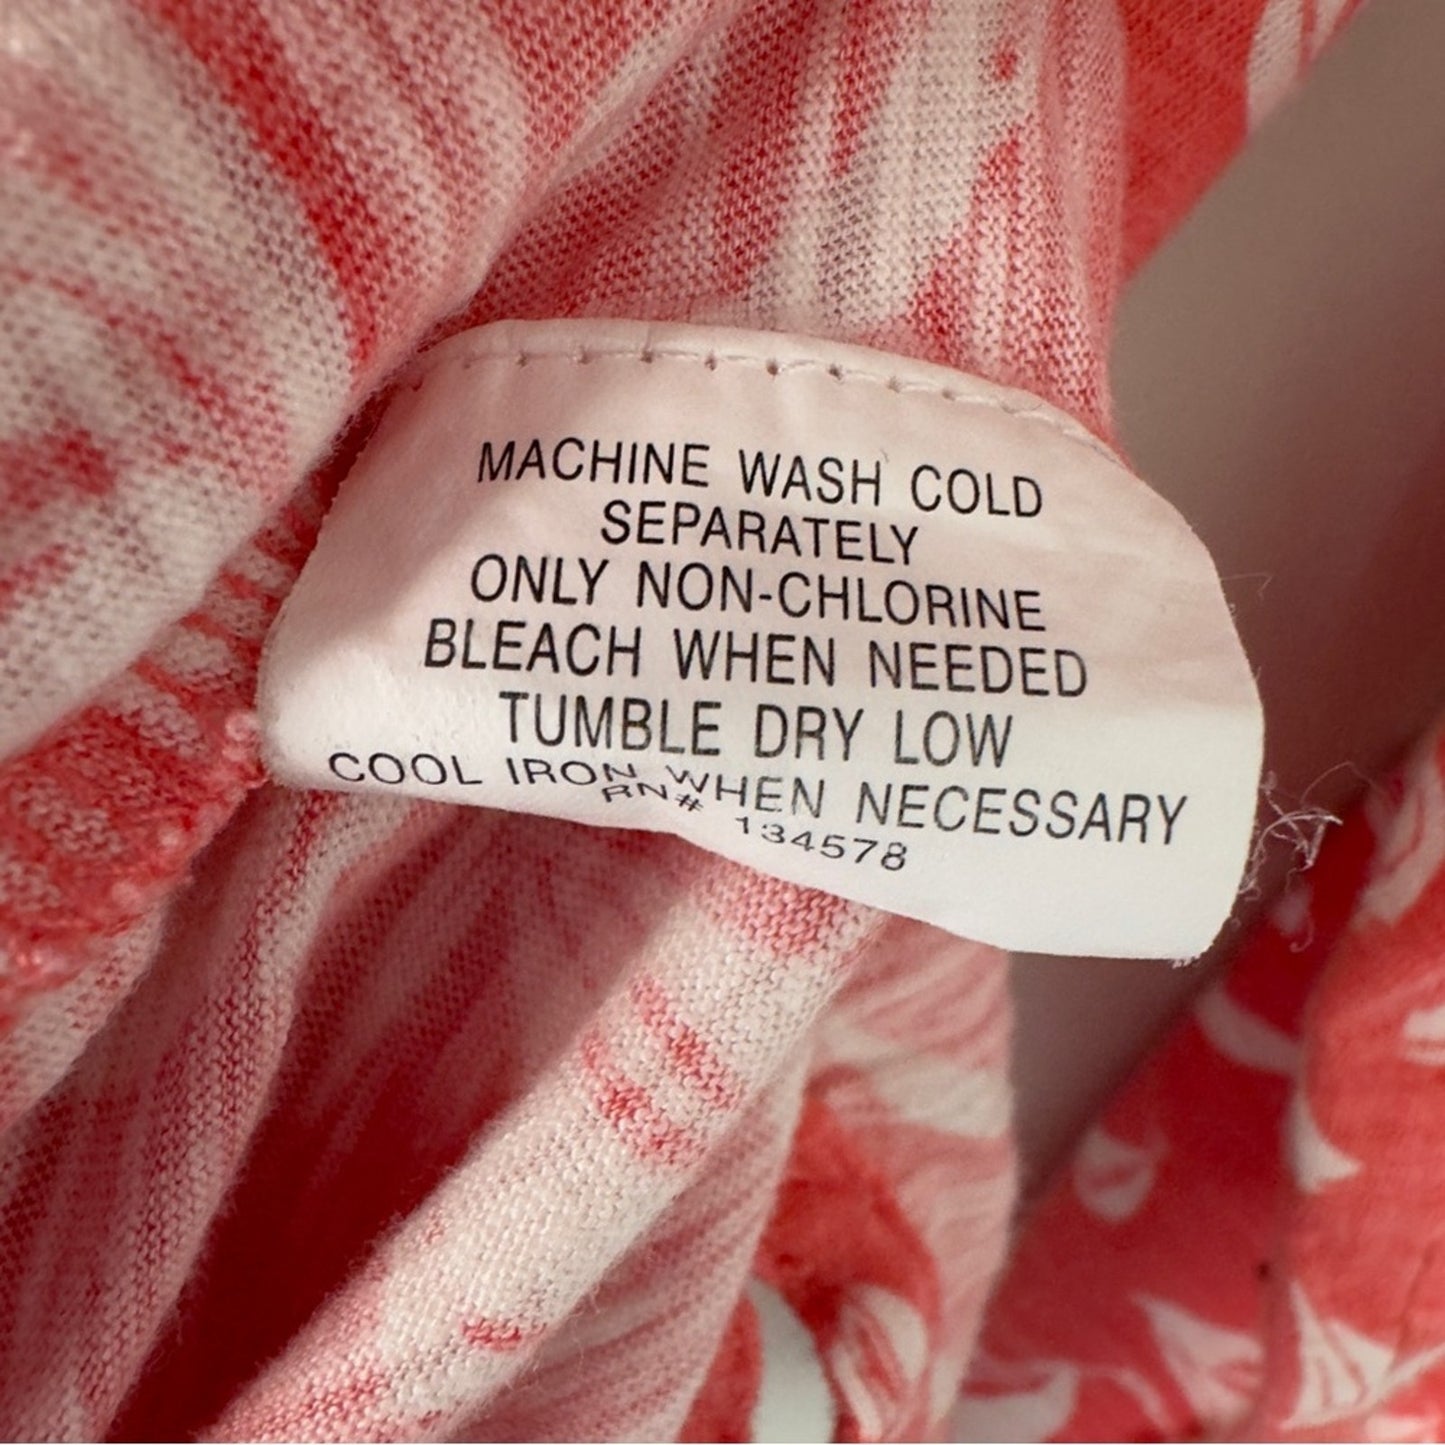 MACHINE WASH COLD
SEPARATELY
ONLY NON-CHLORINE
BLEACH WHEN NEEDED
TUMBLE DRY LOW
COOL IRON WHEN NECESSARY
RN# 134578